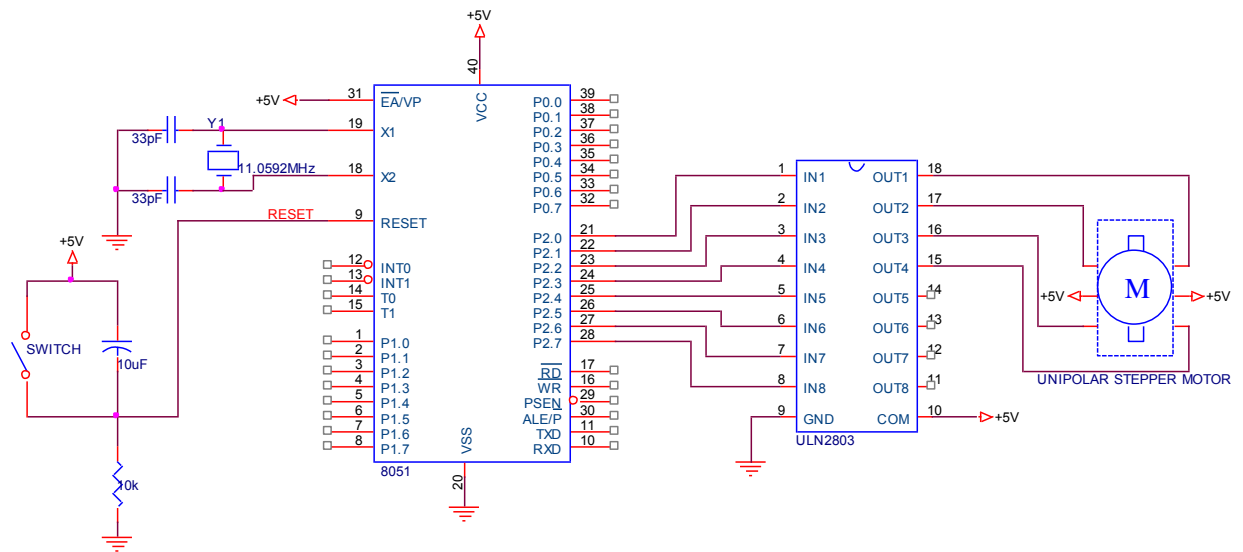 +5V
40
VCC
+5V
31
EA/VP
33pF
Y1
19
X1
11.0592MHz
33pF
18
X2
RESET
9
RESET
+5V
SWITCH
10uF
10k
12
INT0
13
INT1
14
T0
15
T1
1
P1.0
2
P1.1
3
P1.2
4
P1.3
5
P1.4
6
P1.5
7
P1.6
8
P1.7
8051
VSS
20
P0.0
39
P0.1
38
P0.2
37
P0.3
36
P0.4
35
P0.5
34
P0.6
33
P0.7
32
P2.0
21
P2.1
22
P2.2
23
P2.3
24
P2.4
25
P2.5
26
P2.6
27
P2.7
28
RD
17
WR
16
PSEN
29
ALE/P
30
TXD
11
RXD
10
1
IN1
2
IN2
3
IN3
4
IN4
5
IN5
6
IN6
7
IN7
8
IN8
9
GND
ULN2803
OUT1
18
OUT2
17
OUT3
16
OUT4
15
OUT5
14
OUT6
13
OUT7
12
OUT8
11
COM
10
+5V
+5V
M
+5V
UNIPOLAR STEPPER MOTOR